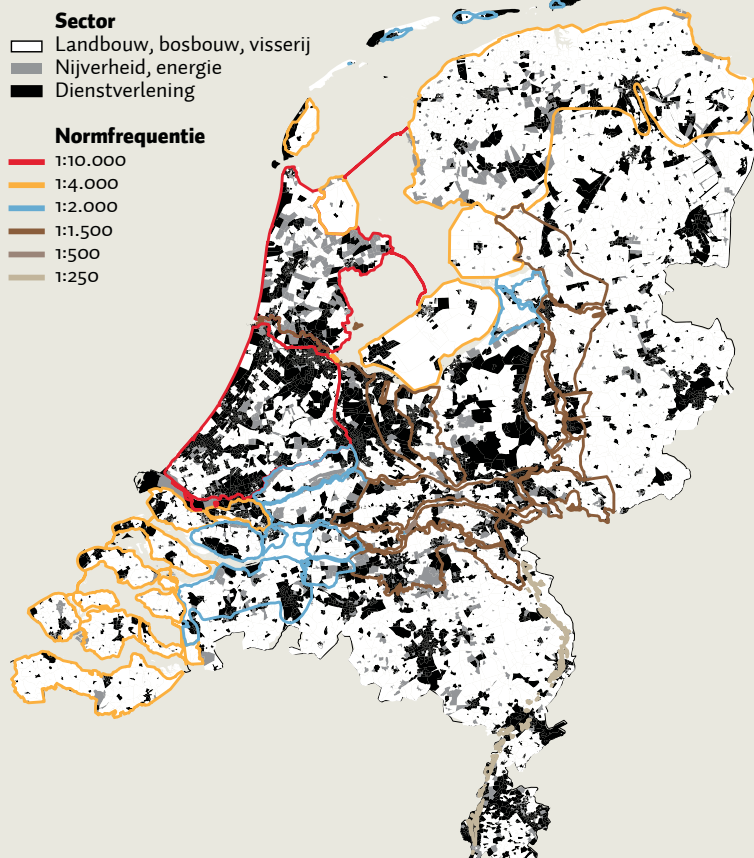 Sector
Landbouw, bosbouw, visserij
Nijverheid, energie
Dienstverlening
Normfrequentie
1:10.000
1:4.000
1:2.000
1:1.500
1:500
1:250